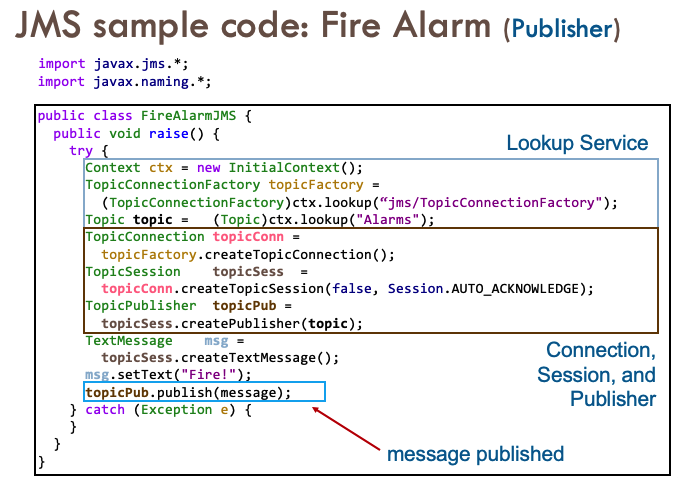 JMS sample code: Fire Alarm (Publisher)
import javax.jms.*;
import javax.naming.*;
public class FireAlarmJMS {
public void raise() {
try {
Lookup Service
Context ctx = new InitialContext();
TopicConnectionFactory topicFactory =
(TopicConnectionFactory)ctx.lookup(“jms/TopicConnectionFactory");
Topic topic = (Topic)ctx.lookup("Alarms");
TopicConnection topicConn =
topicFactory.createTopicConnection();
TopicSession topicSess =
topicConn.createTopicSession(false, Session.AUTO_ACKNOWLEDGE);
TopicPublisher topicPub =
topicSess.createPublisher(topic);
TextMessage msg =
topicSess.createTextMessage();
msg.setText("Fire!");
topicPub.publish(message);
} catch (Exception e) {
}
}
}
Connection,
Session, and
Publisher
message published